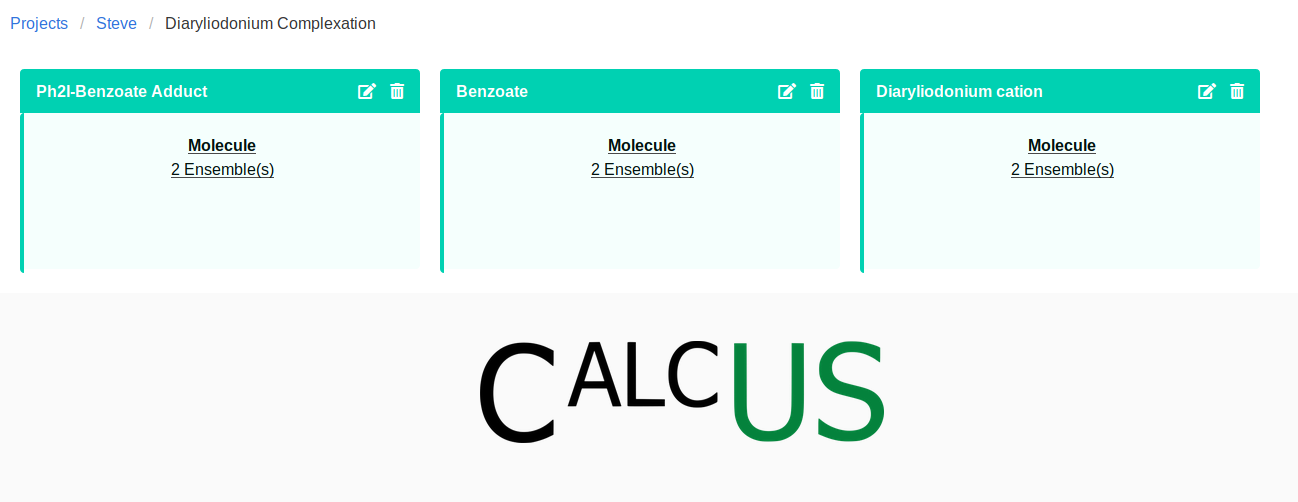 Projects / Steve / Diaryliodonium Complexation
Ph2I-Benzoate Adduct
Molecule
2 Ensemble(s)
Benzoate
Molecule
2 Ensemble(s)
Diaryliodonium cation
Molecule
2 Ensemble(s)
CALCUS